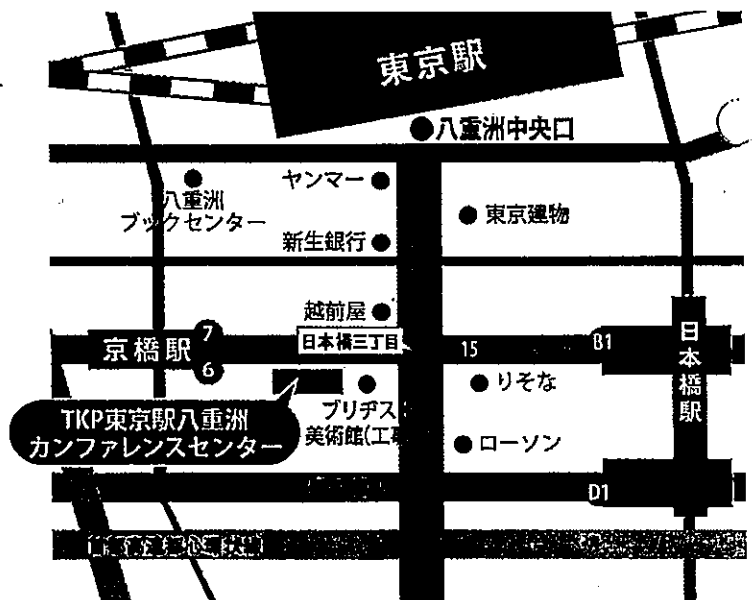 東京駅
八重洲中央口
ヤンマー
八重洲
ブックセンター
東京建物
新生銀行
越前屋
日本橋三丁目
15
B1
京橋駅
7
6
日本橋駅
りそな
ブリヂス
美術館(工事
TKP東京駅八重洲
カンファレンスセンター
ローソン
D1